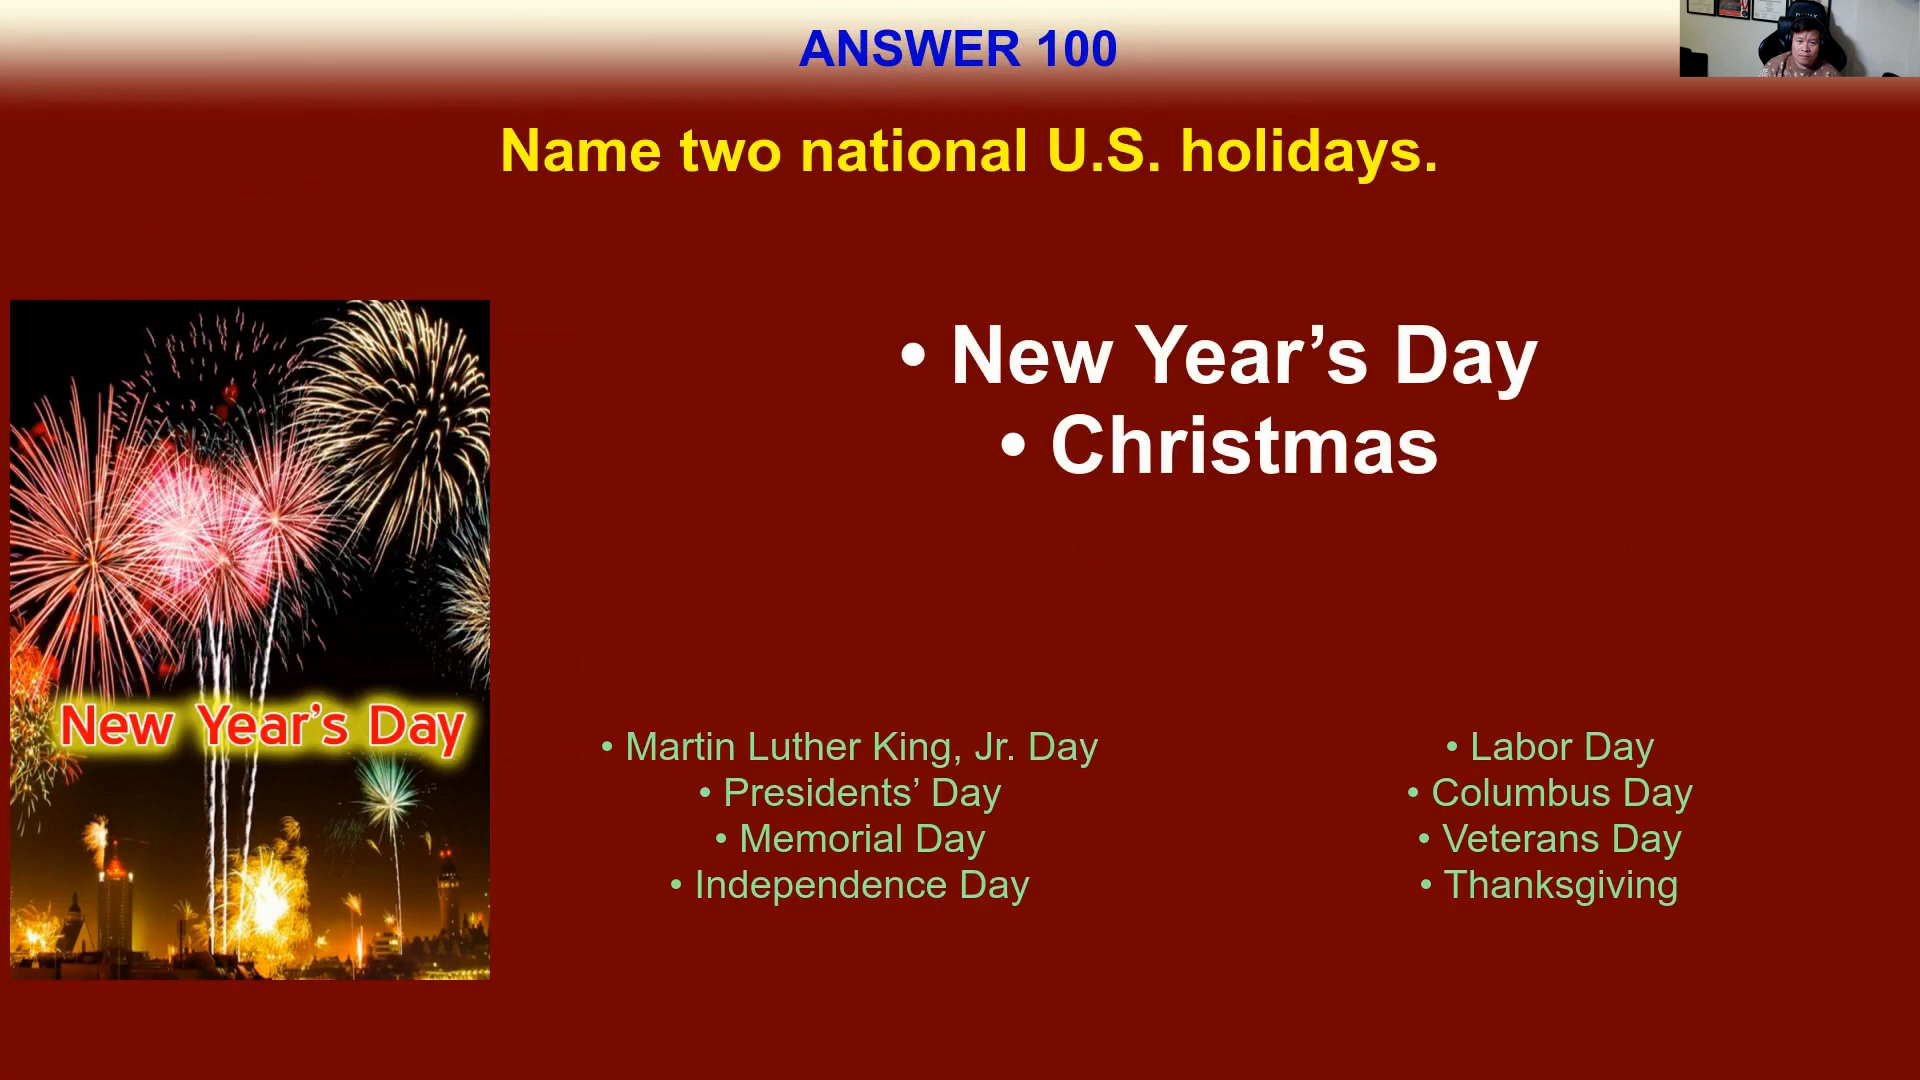 ANSWER 100
Name two national U.S. holidays.
• New Year’s Day
• Christmas
New Year’s Day
• Martin Luther King, Jr. Day
• Presidents’ Day
• Memorial Day
• Independence Day
• Labor Day
• Columbus Day
• Veterans Day
• Thanksgiving